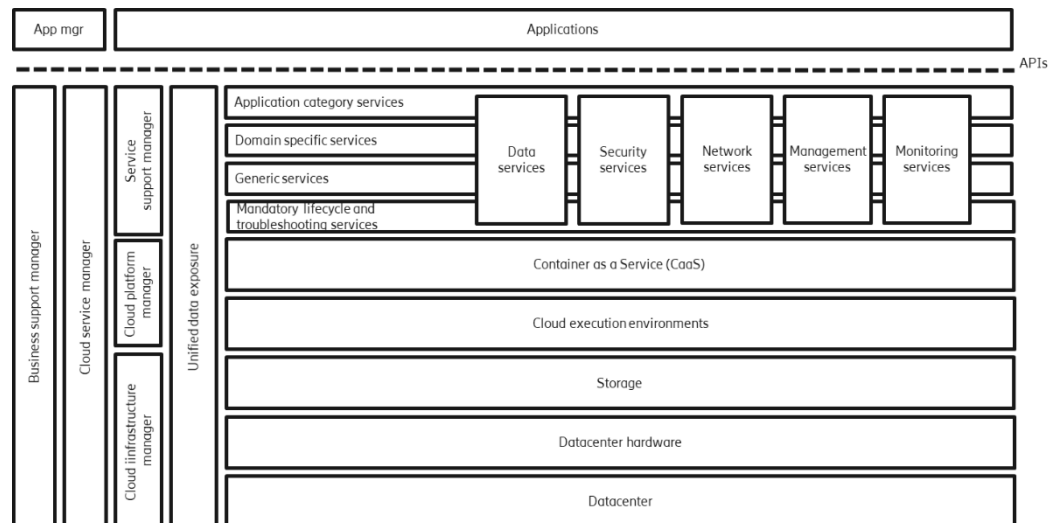 App mgr
Applications
APIs
Business support manager
Cloud service manager
Service
support manager
Cloud platform
manager
Cloud iinfrastructure
manager
Unified data exposure
Application category services
Domain specific services
Generic services
Mandatory lifecycle and
troubleshooting services
Data
services
Security
services
Network
services
Management
services
Monitoring
services
Container as a Service (CaaS)
Cloud execution environments
Storage
Datacenter hardware
Datacenter